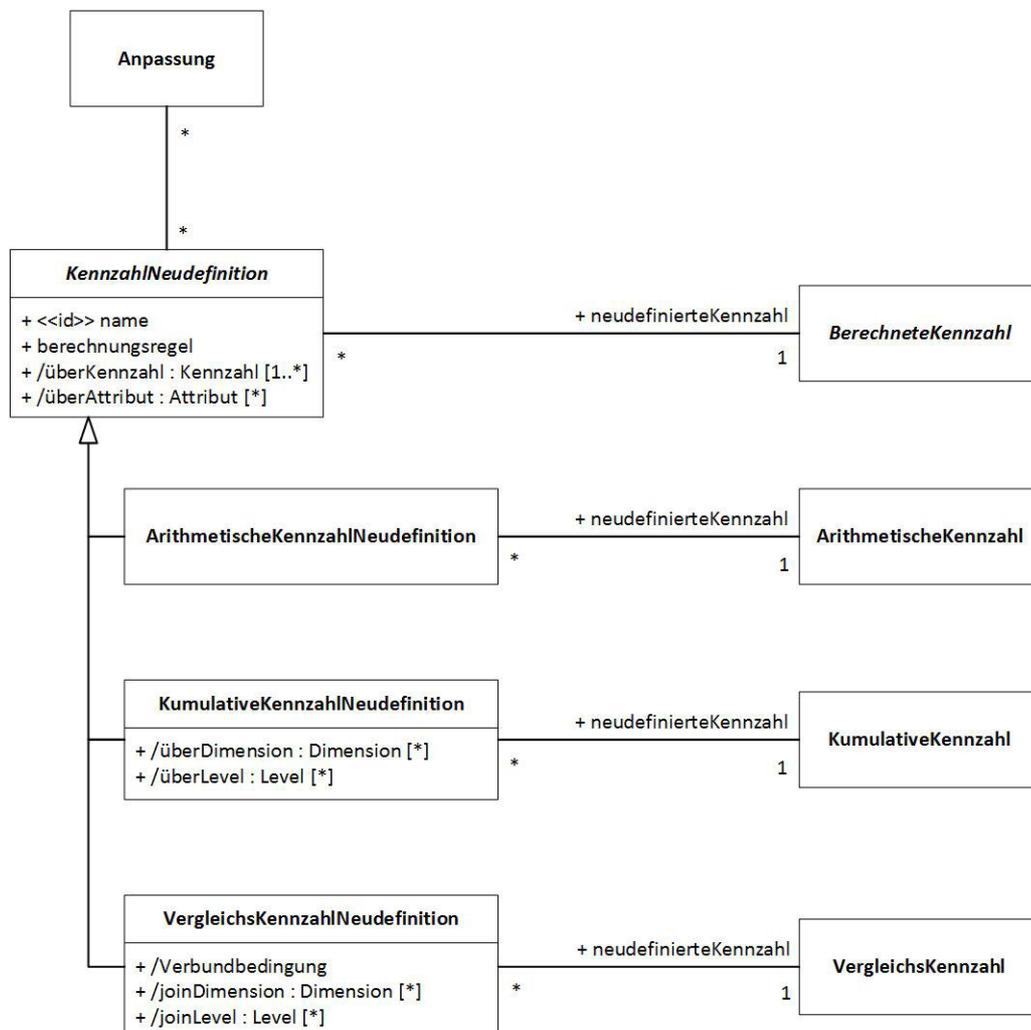 Anpassung
*
*
KennzahlNeudefinition
+ <<id>> name
+ berechnungsregel
+ /überKennzahl : Kennzahl [1..*]
+ /überAttribut : Attribut [*]
+ neudefinierteKennzahl
*
1
BerechneteKennzahl
ArithmetischeKennzahlNeudefinition
+ neudefinierteKennzahl
*
1
ArithmetischeKennzahl
KumulativeKennzahlNeudefinition
+ /überDimension : Dimension [*]
+ /überLevel : Level [*]
+ neudefinierteKennzahl
*
1
KumulativeKennzahl
VergleichsKennzahlNeudefinition
+ /Verbundbedingung
+ /joinDimension : Dimension [*]
+ /joinLevel : Level [*]
+ neudefinierteKennzahl
*
1
VergleichsKennzahl